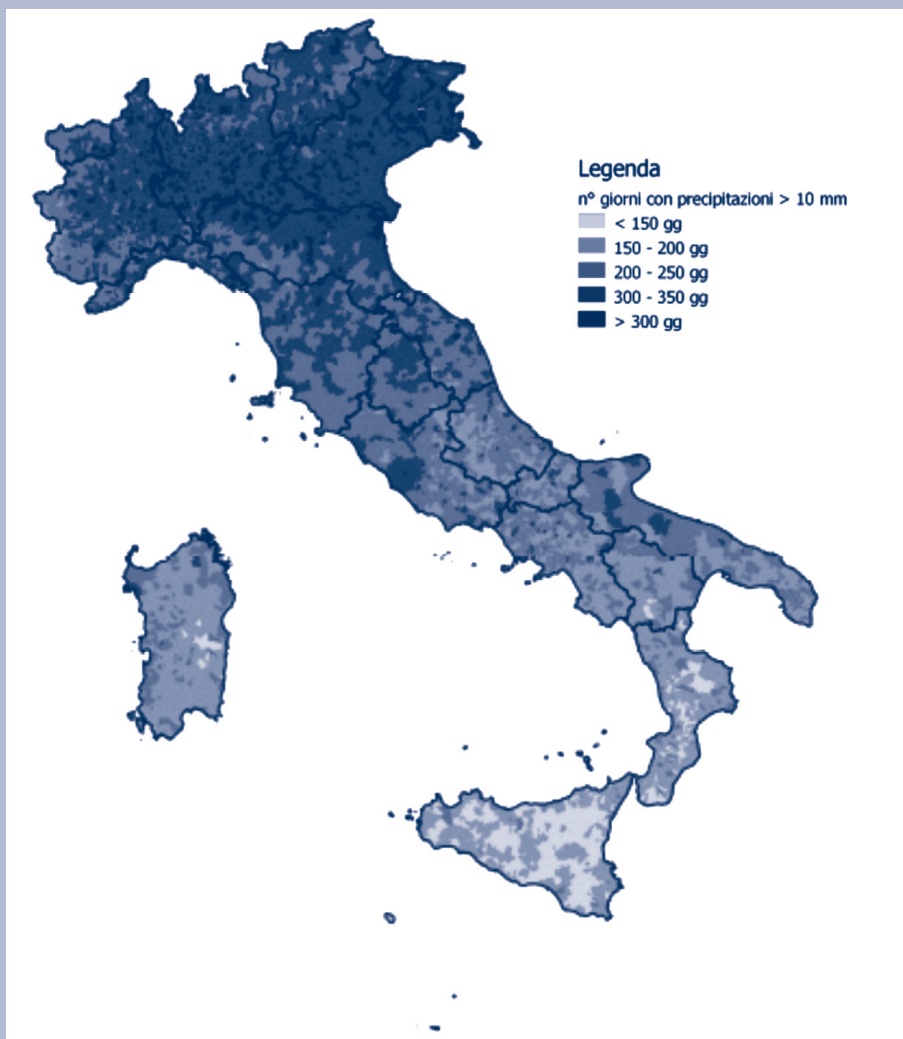 Legenda
n° giorni con precipitazioni > 10 mm
< 150 gg
150 - 200 gg
200 - 250 gg
300 - 350 gg
> 300 gg